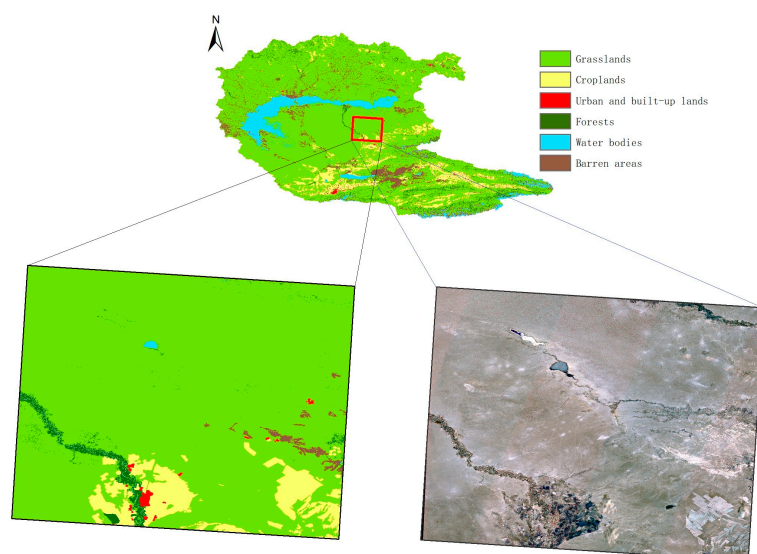 N
Grasslands
Croplands
Urban and built-up lands
Forests
Water bodies
Barren areas